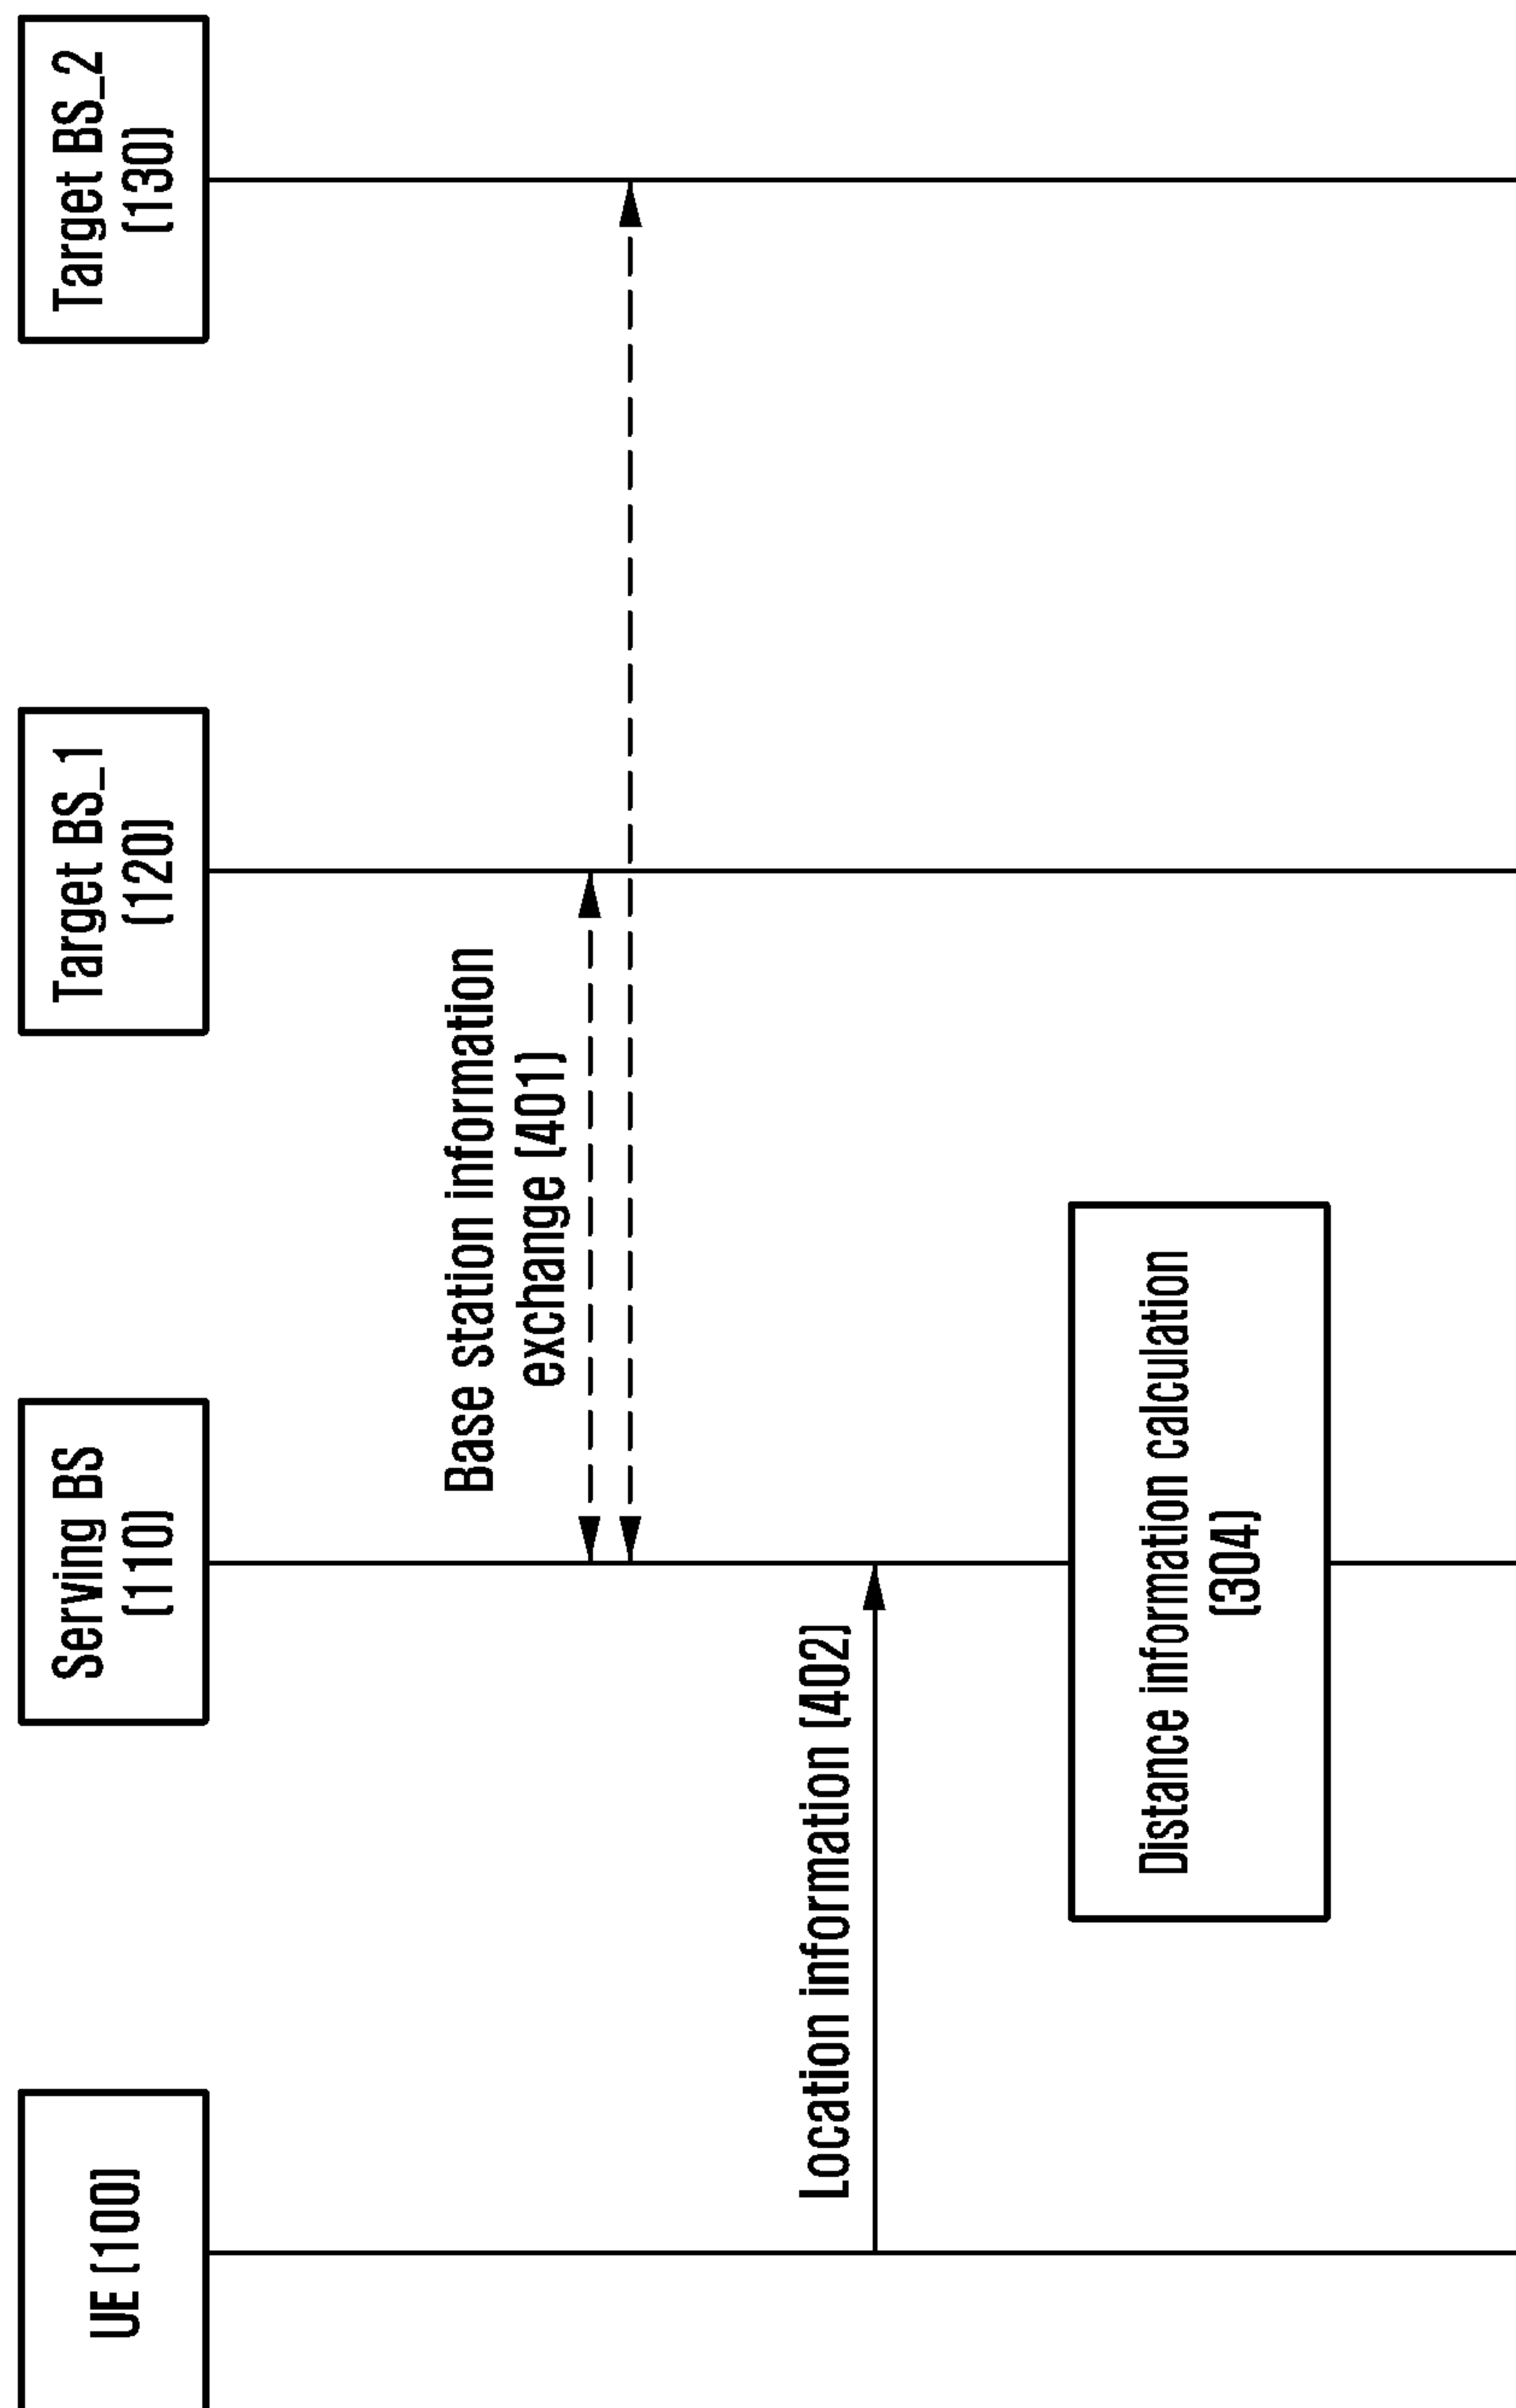 UE (100)
Serving BS
(110)
Target BS_1
(120)
Target BS_2
(130)
Base station information
exchange (401)
Location information (402)
Distance information calculation
(304)